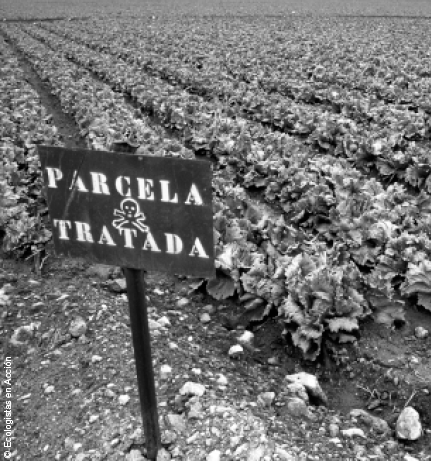 PARCELA
TRATADA
© Ecologistas en Acción